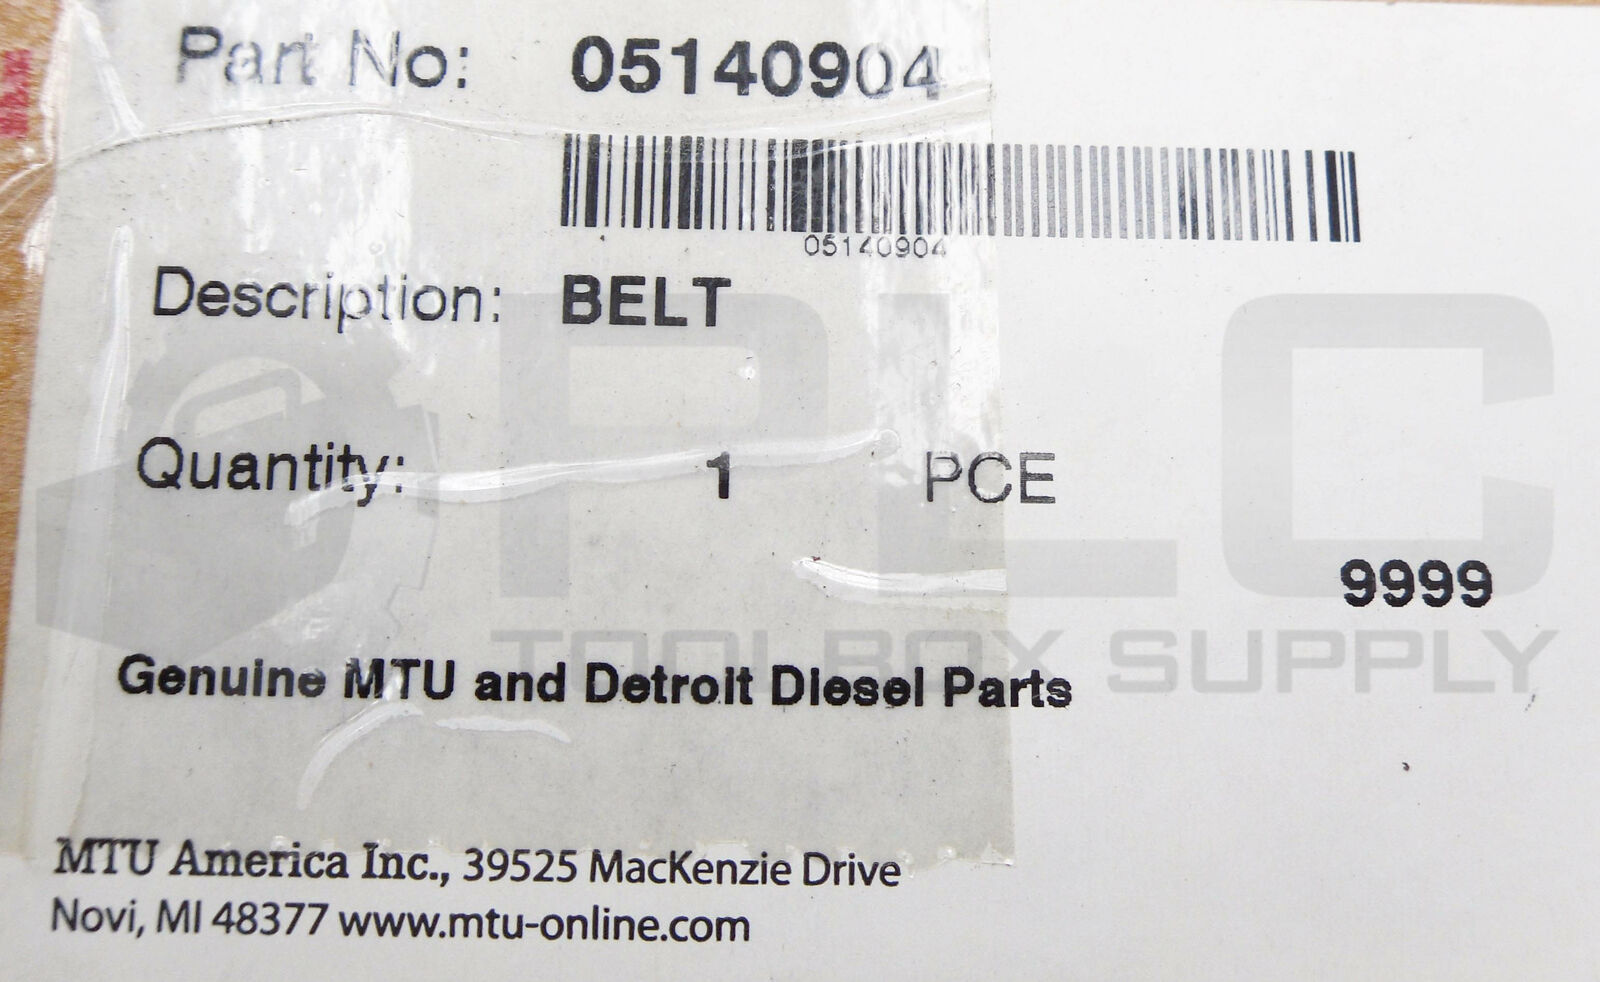 Part No: 05140904
05140904
Description: BELT
Quantity: 1 PCE
9999
Genuine MTU and Detroit Diesel Parts
MTU America Inc., 39525 MacKenzie Drive
Novi, MI 48377 www.mtu-online.com
PLC
TOOLBOX SUPPLY